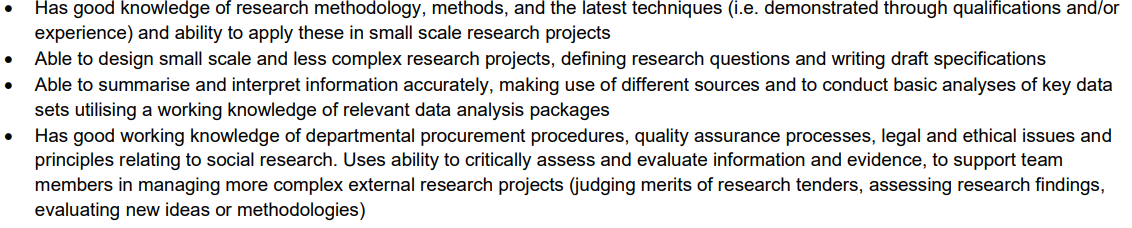 • Has good knowledge of research methodology, methods, and the latest techniques (i.e. demonstrated through qualifications and/or
experience) and ability to apply these in small scale research projects
• Able to design small scale and less complex research projects, defining research questions and writing draft specifications
• Able to summarise and interpret information accurately, making use of different sources and to conduct basic analyses of key data
sets utilising a working knowledge of relevant data analysis packages
• Has good working knowledge of departmental procurement procedures, quality assurance processes, legal and ethical issues and
principles relating to social research. Uses ability to critically assess and evaluate information and evidence, to support team
members in managing more complex external research projects (judging merits of research tenders, assessing research findings,
evaluating new ideas or methodologies)